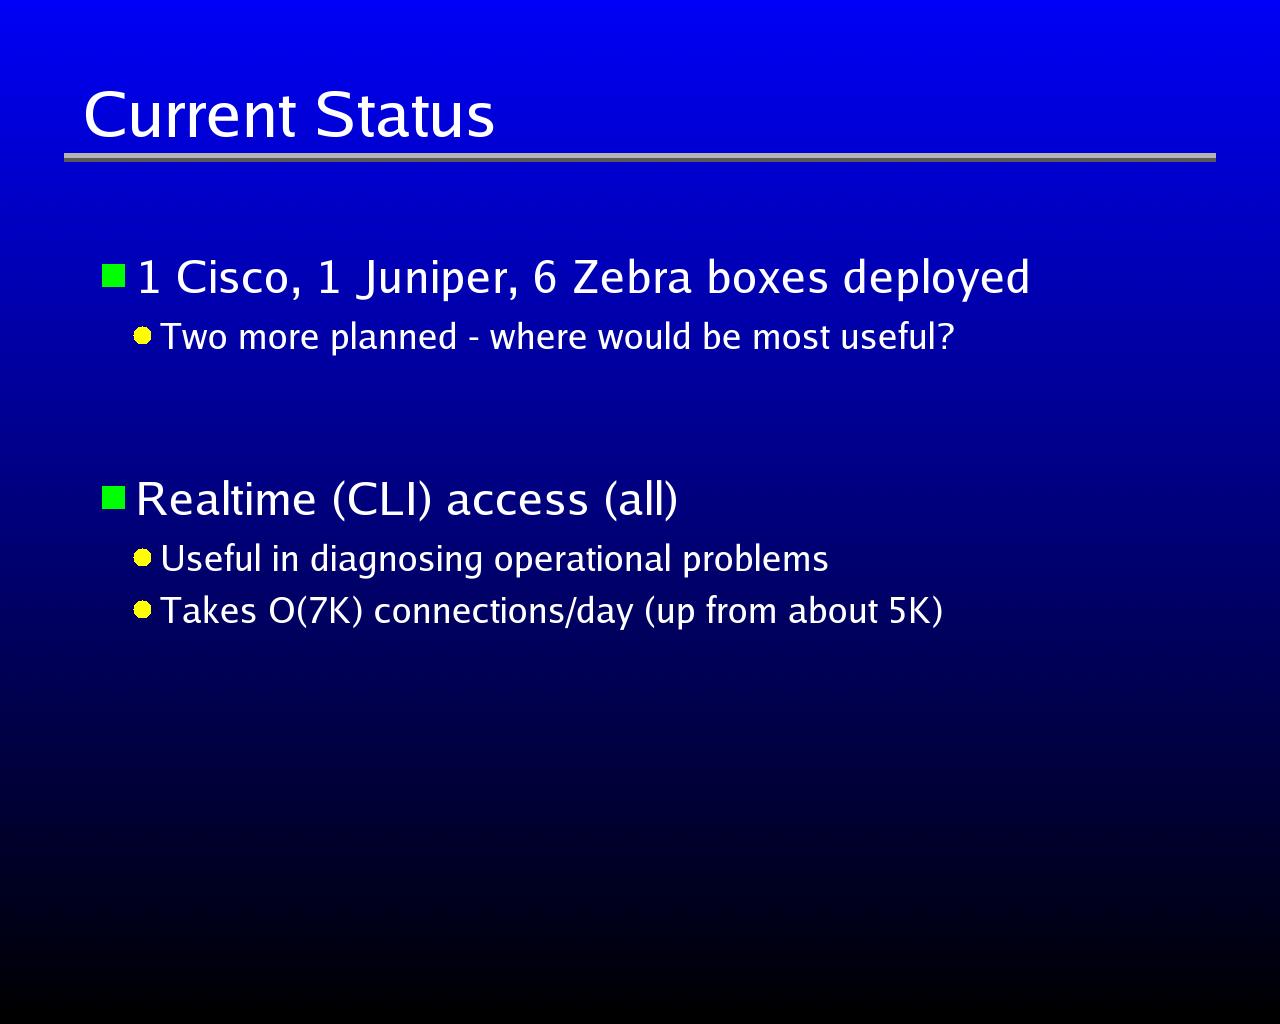 Current Status
1 Cisco, 1 Juniper, 6 Zebra boxes deployed
Two more planned - where would be most useful?
Realtime (CLI) access (all)
Useful in diagnosing operational problems
Takes O(7K) connections/day (up from about 5K)